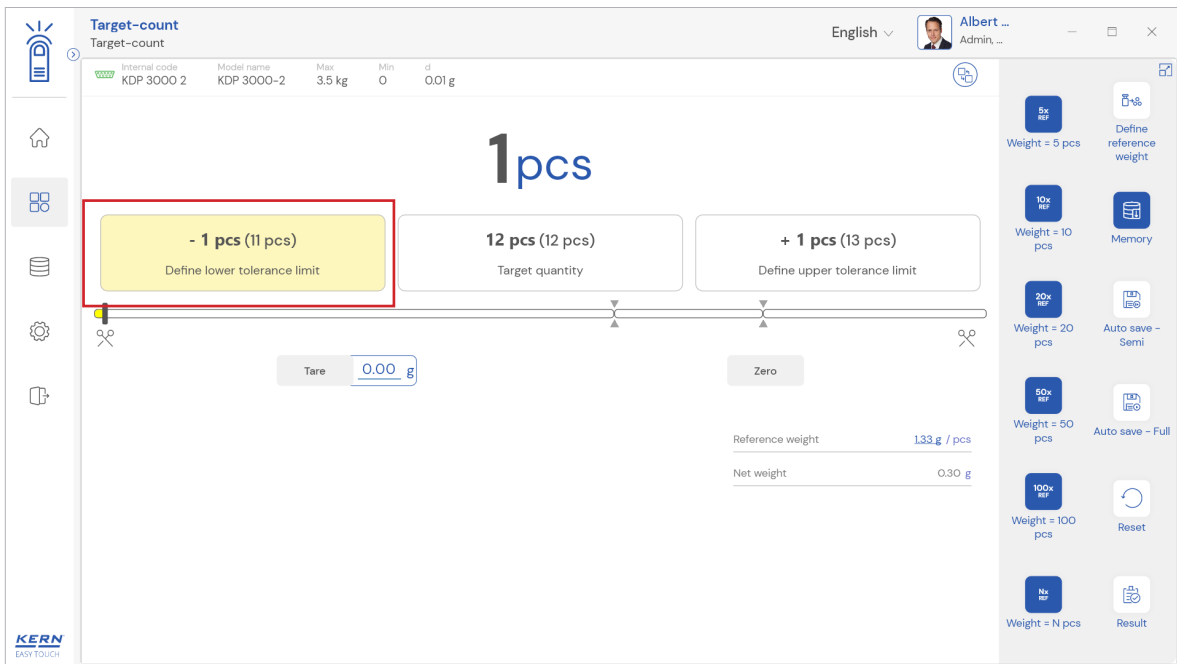 Target-count
Target-count
English
Albert ...
Admin, ...
Internal code
KDP 3000 2
Model name
KDP 3000-2
Max
3.5 kg
Min
0
d
0.01 g
1 pcs
- 1 pcs (11 pcs)
Define lower tolerance limit
12 pcs (12 pcs)
Target quantity
+ 1 pcs (13 pcs)
Define upper tolerance limit
Tare
0.00 g
Zero
Reference weight
1.33 g / pcs
Net weight
0.30 g
5x
REF
Weight = 5 pcs
Define
reference
weight
10x
REF
Weight = 10
pcs
Memory
20x
REF
Weight = 20
pcs
Auto save -
Semi
50x
REF
Weight = 50
pcs
Auto save - Full
100x
REF
Weight = 100
pcs
Reset
Nx
REF
Weight = N pcs
Result
KERN
EASY TOUCH